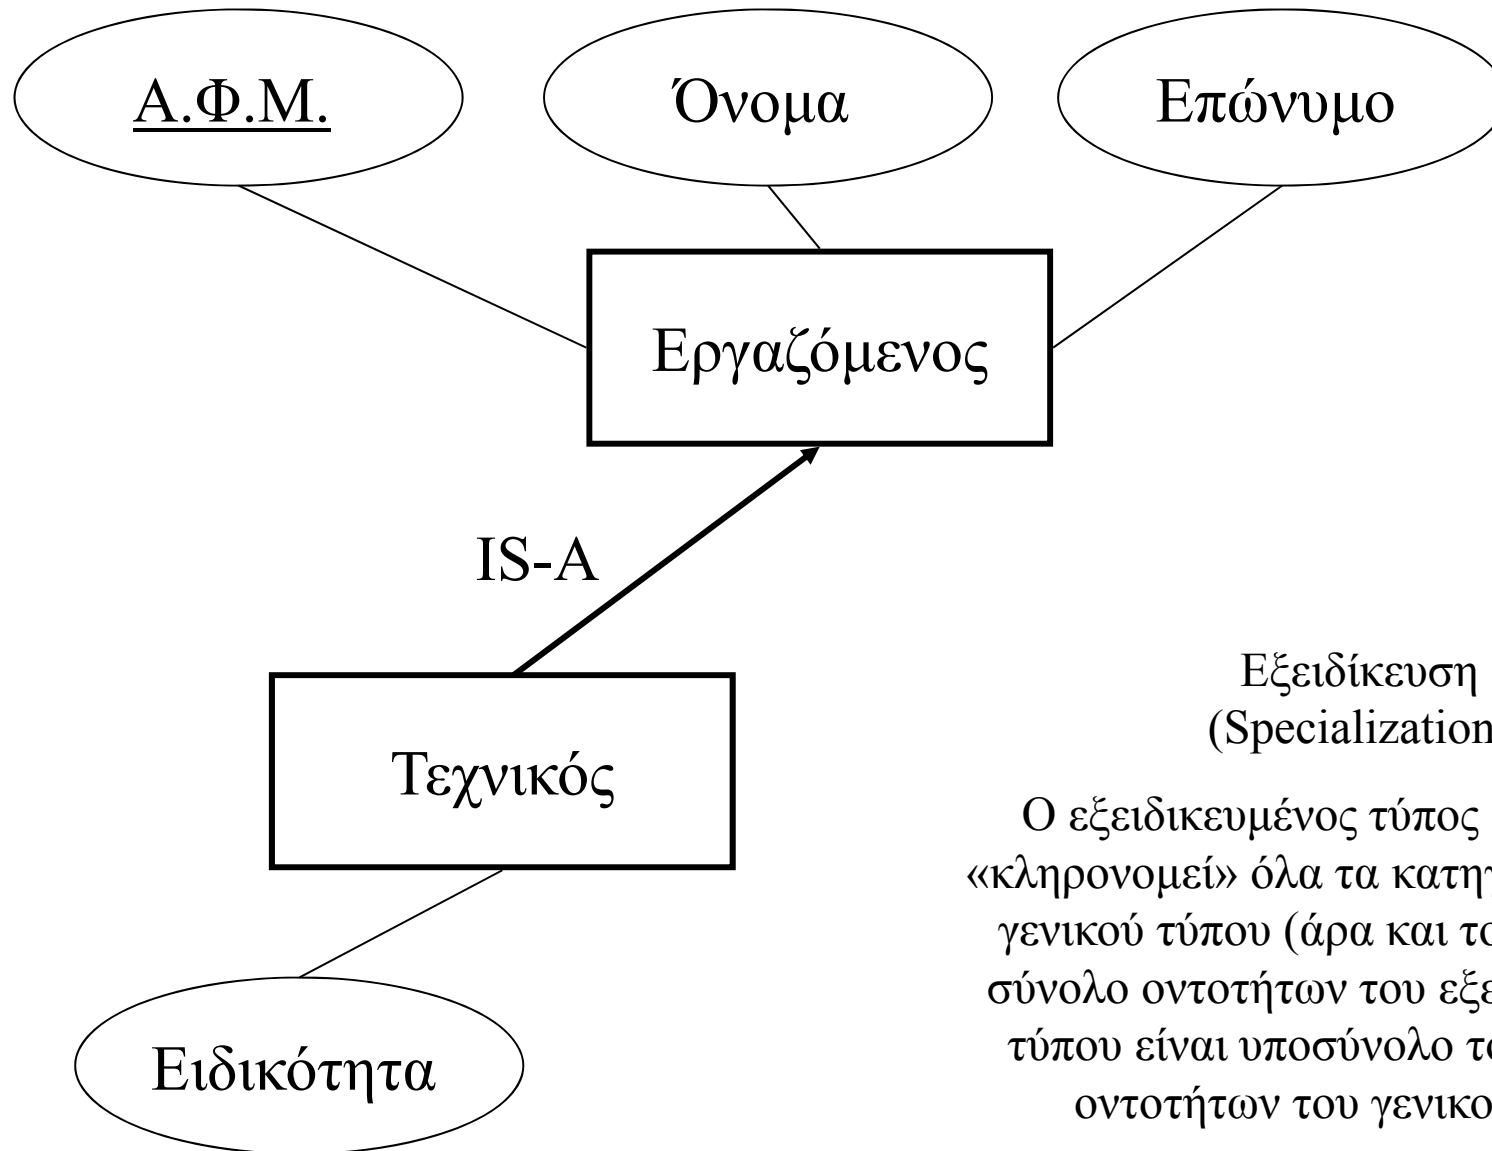 Α.Φ.Μ.
Όνομα
Επώνυμο
Εργαζόμενος
IS-A
Τεχνικός
Ειδικότητα
Εξειδίκευση
(Specialization
Ο εξειδικευμένος τύπος
«κληρονομεί» όλα τα
γενικού τύπου (άρα και
σύνολο οντοτήτων του
τύπου είναι υποσύνολο
οντοτήτων του